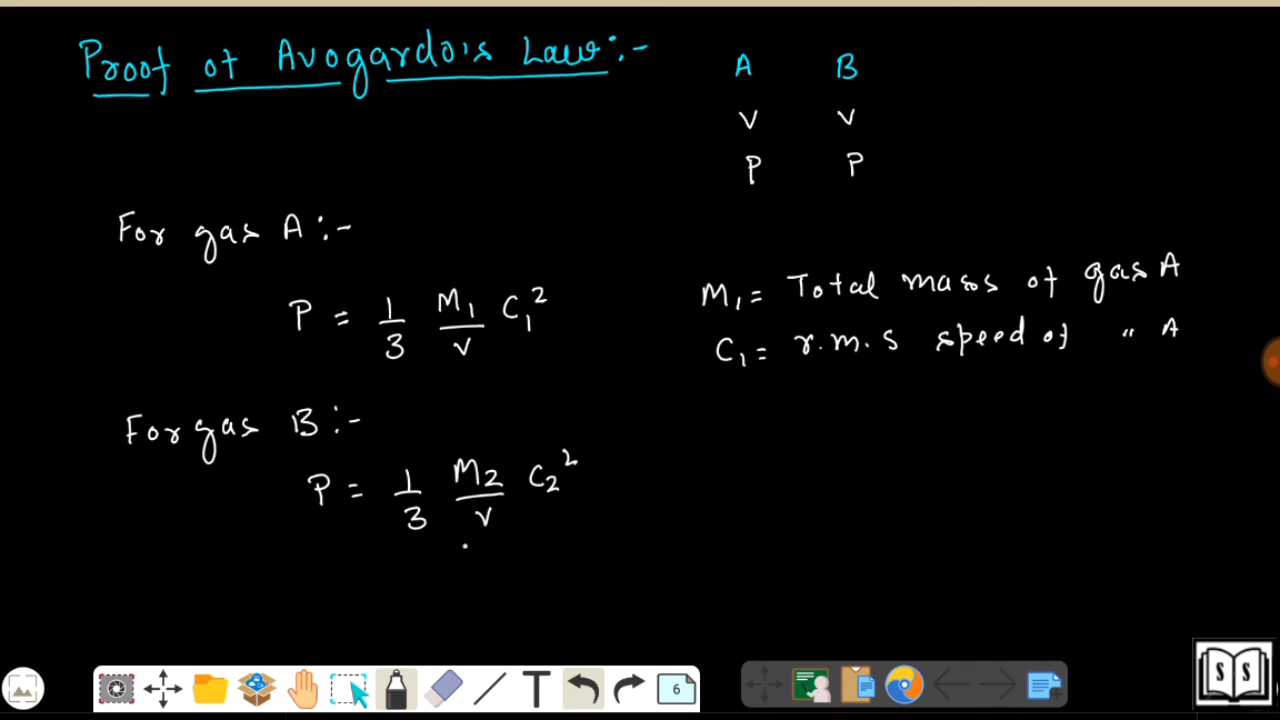 Proof of Avogardo's Law:-
A B
V V
P P
For gas A:-
P = 1/3 M₁/V C₁²
M₁ = Total mass of gas A
C₁ = r.m.s speed of " A
For gas B:-
P = 1/3 M₂/V C₂²
6
S S